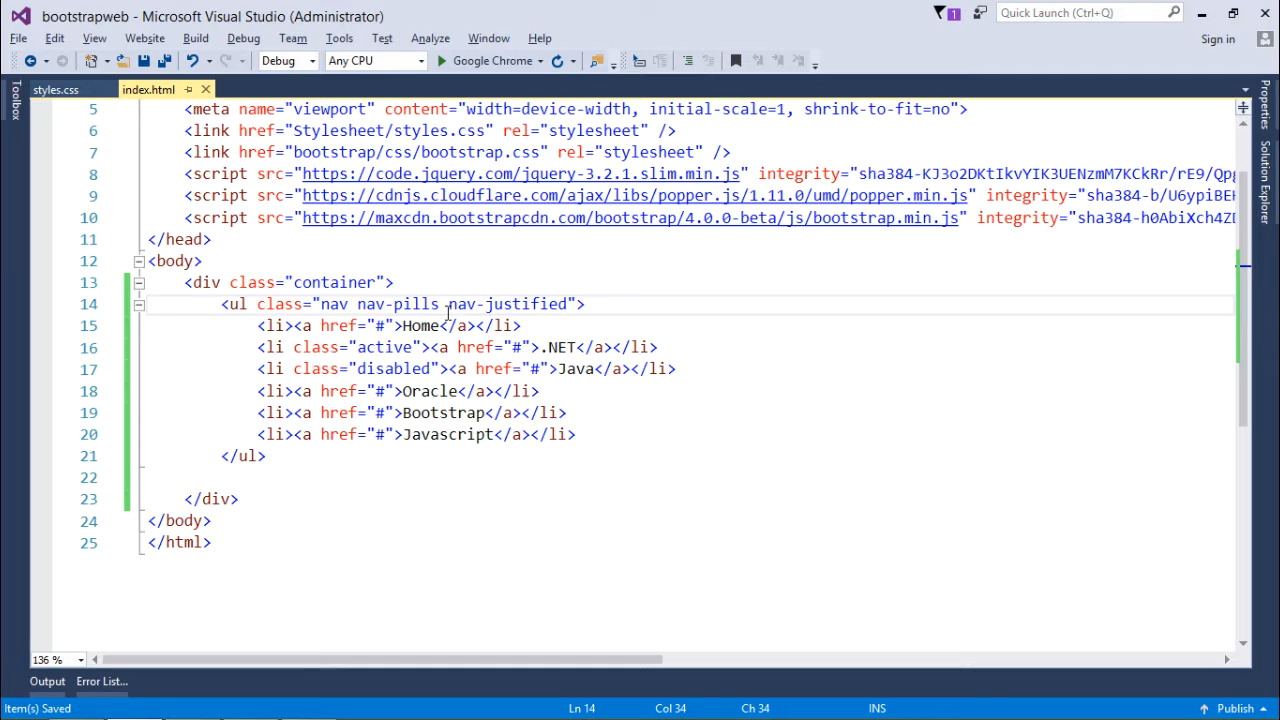 bootstrapweb - Microsoft Visual Studio (Administrator)
1
Quick Launch (Ctrl+Q)
File Edit View Website Build Debug Team Tools Test Analyze Window Help
Sign in
Debug Any CPU Google Chrome
Toolbox
styles.css index.html
Properties
Solution Explorer
5 <meta name="viewport" content="width=device-width, initial-scale=1, shrink-to-fit=no">
6 <link href="Stylesheet/styles.css" rel="stylesheet" />
7 <link href="bootstrap/css/bootstrap.css" rel="stylesheet" />
8 <script src="https://code.jquery.com/jquery-3.2.1.slim.min.js" integrity="sha384-KJ3o2DKtIkvYIK3UENzmM7KCkRr/rE9/Qp
9 <script src="https://cdnjs.cloudflare.com/ajax/libs/popper.js/1.11.0/umd/popper.min.js" integrity="sha384-b/U6ypiBE
10 <script src="https://maxcdn.bootstrapcdn.com/bootstrap/4.0.0-beta/js/bootstrap.min.js" integrity="sha384-h0AbiXch4Z
11 </head>
12 <body>
13 <div class="container">
14 <ul class="nav nav-pills nav-justified">
15 <li><a href="#">Home</a></li>
16 <li class="active"><a href="#">.NET</a></li>
17 <li class="disabled"><a href="#">Java</a></li>
18 <li><a href="#">Oracle</a></li>
19 <li><a href="#">Bootstrap</a></li>
20 <li><a href="#">Javascript</a></li>
21 </ul>
22
23 </div>
24 </body>
25 </html>
136 %
Output Error List...
Item(s) Saved Ln 14 Col 34 Ch 34 INS Publish